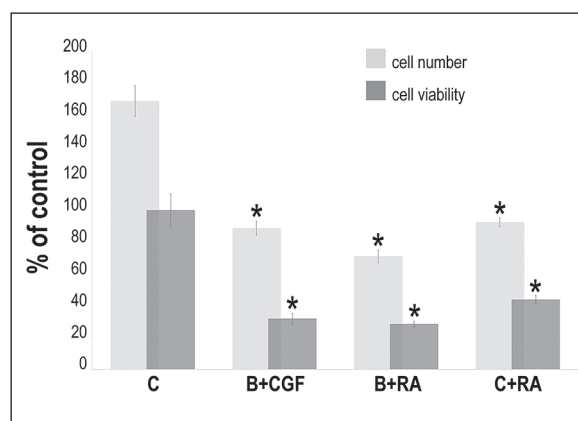 200
180
160
140
120
100
80
60
40
20
0
% of control
cell number
cell viability
*
*
*
*
*
*
C
B+CGF
B+RA
C+RA